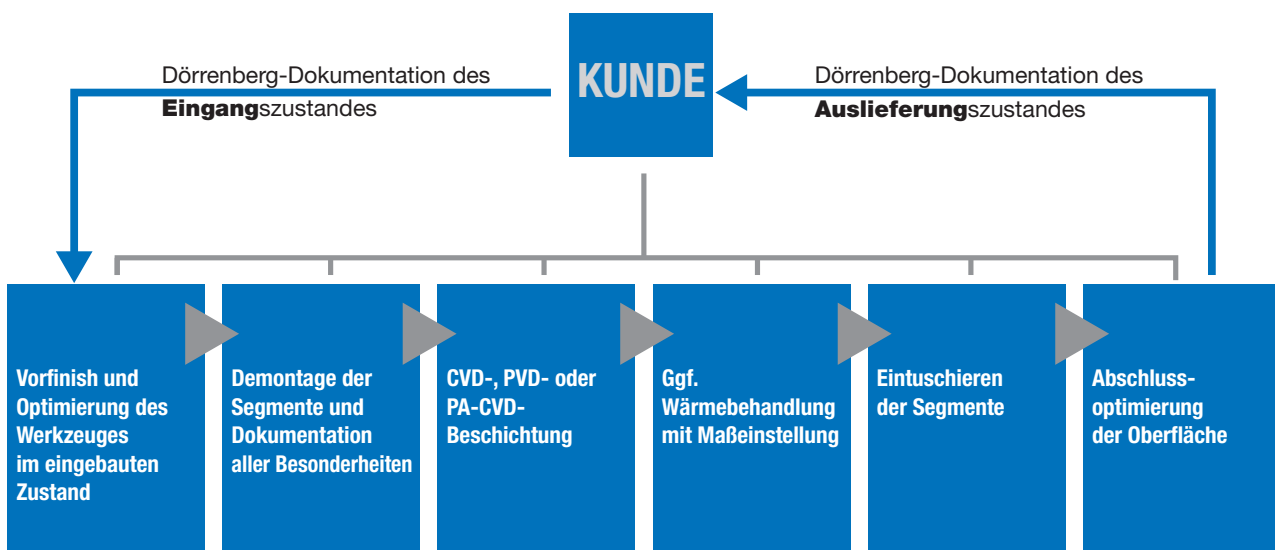 Dörrenberg-Dokumentation des
Eingangszustandes
KUNDE
Dörrenberg-Dokumentation des
Auslieferungszustandes
Vorfinish und
Optimierung des
Werkzeuges
im eingebauten
Zustand
Demontage der
Segmente und
Dokumentation
aller Besonderheiten
CVD-, PVD- oder
PA-CVD-
Beschichtung
Ggf.
Wärmebehandlung
mit Maßeinstellung
Eintuschieren
der Segmente
Abschluss-
optimierung
der Oberfläche